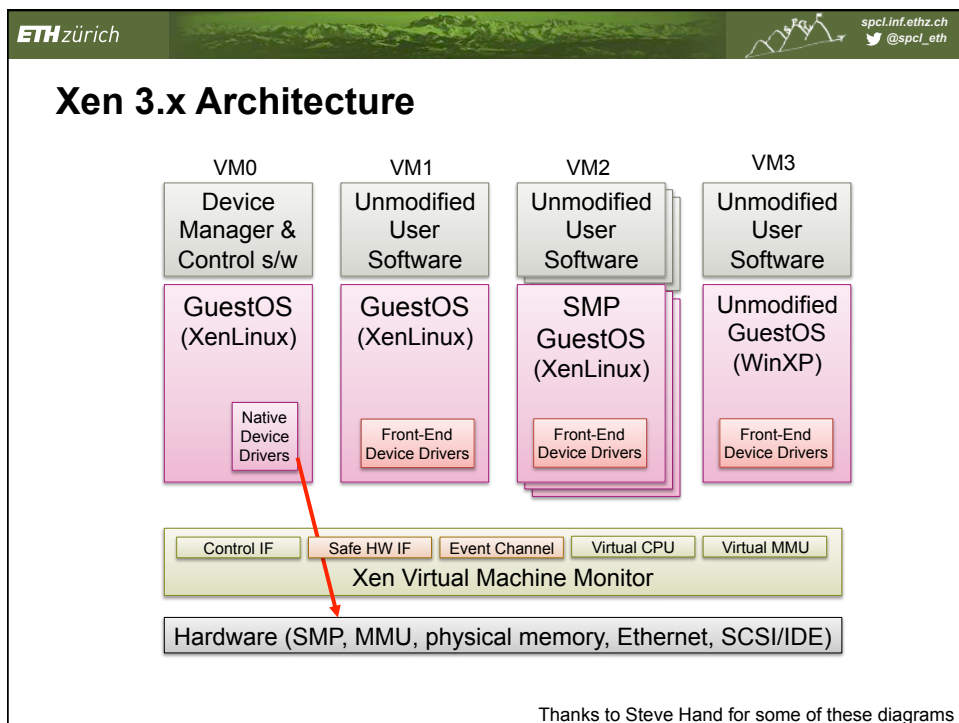 ETH zürich
spcl.inf.ethz.ch
@spcl_eth
Xen 3.x Architecture
VM0
VM1
VM2
VM3
Device
Manager &
Control s/w
Unmodified
User
Software
Unmodified
User
Software
Unmodified
User
Software
GuestOS
(XenLinux)
GuestOS
(XenLinux)
SMP
GuestOS
(XenLinux)
Unmodified
GuestOS
(WinXP)
Native
Device
Drivers
Front-End
Device Drivers
Front-End
Device Drivers
Front-End
Device Drivers
Control IF
Safe HW IF
Event Channel
Virtual CPU
Virtual MMU
Xen Virtual Machine Monitor
Hardware (SMP, MMU, physical memory, Ethernet, SCSI/IDE)
Thanks to Steve Hand for some of these diagrams